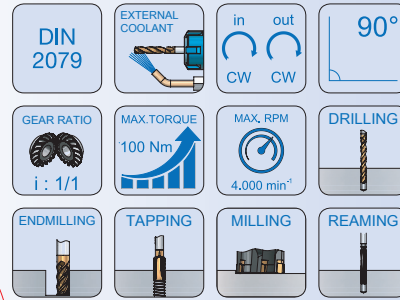 DIN
2079
EXTERNAL
COOLANT
in out
CW CW
90°
GEAR RATIO
i : 1/1
MAX.TORQUE
100 Nm
MAX. RPM
4.000 min⁻¹
DRILLING
ENDMILLING
TAPPING
MILLING
REAMING